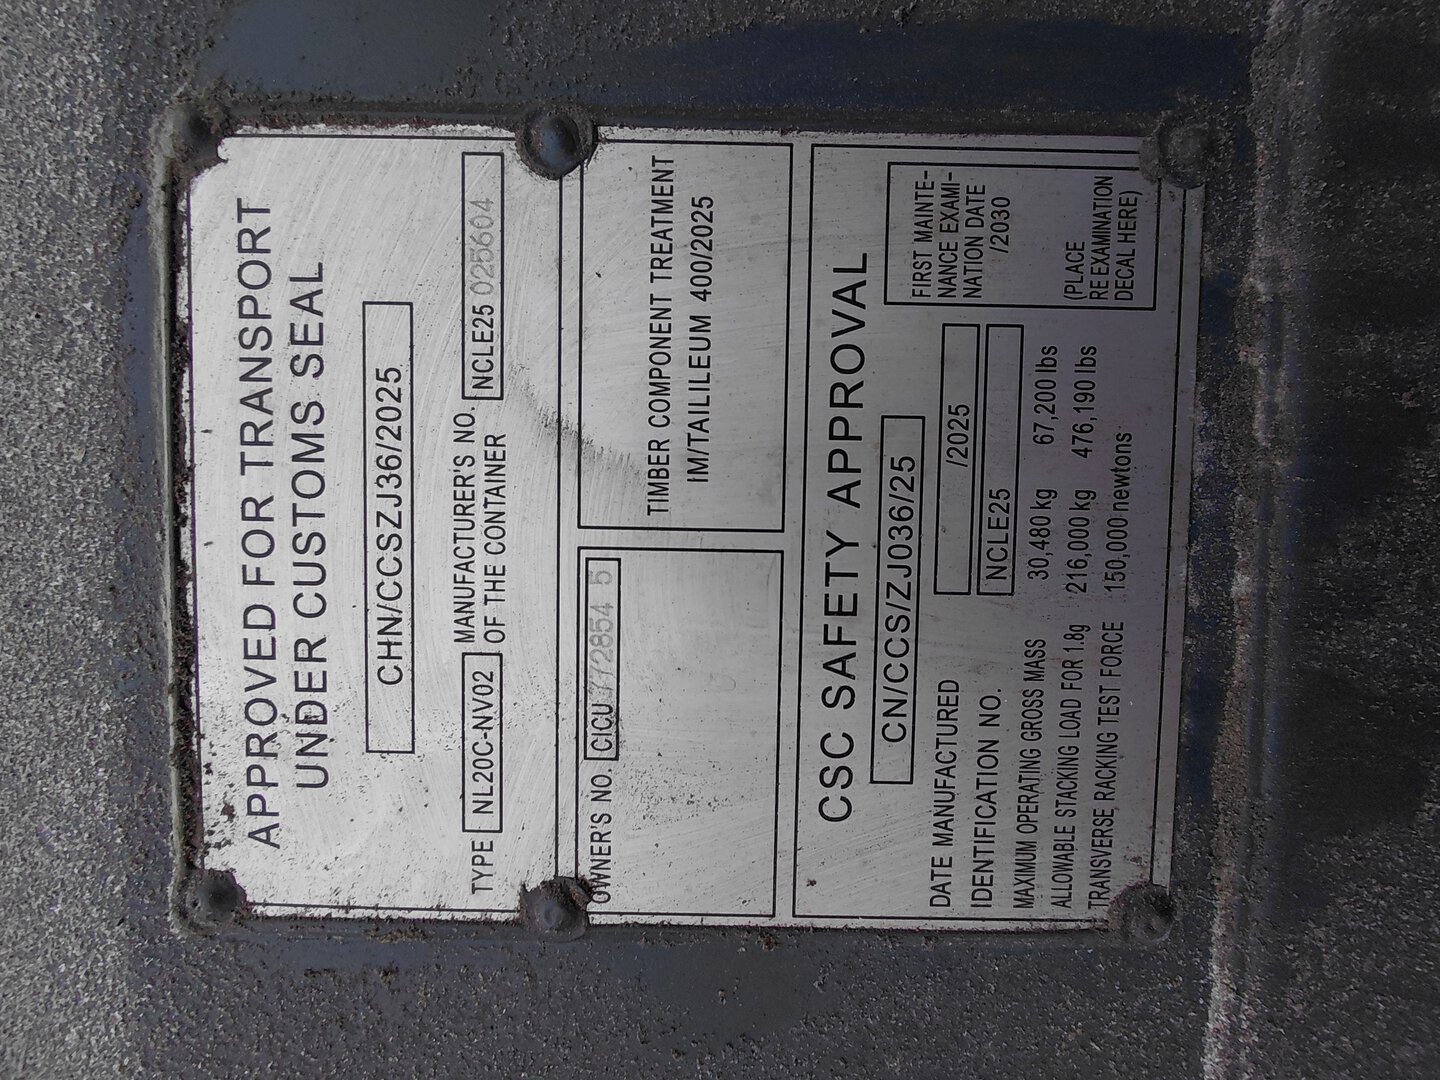 APPROVED FOR TRANSPORT
UNDER CUSTOMS SEAL
CHN/CCSZJ36/2025
TYPE NL20C-NV02 MANUFACTURER'S NO. OF THE CONTAINER NCLE25 025604
OWNER'S NO. CICU 772854 5
TIMBER COMPONENT TREATMENT
IM/TAILILEUM 400/2025
CSC SAFETY APPROVAL
CN/CCS/ZJ036/25
DATE MANUFACTURED /2025
IDENTIFICATION NO. NCLE25
MAXIMUM OPERATING GROSS MASS 30,480 kg 67,200 lbs
ALLOWABLE STACKING LOAD FOR 1.8g 216,000 kg 476,190 lbs
TRANSVERSE RACKING TEST FORCE 150,000 newtons
FIRST MAINTE-
NANCE EXAMI-
NATION DATE
/2030
(PLACE
RE EXAMINATION
DECAL HERE)